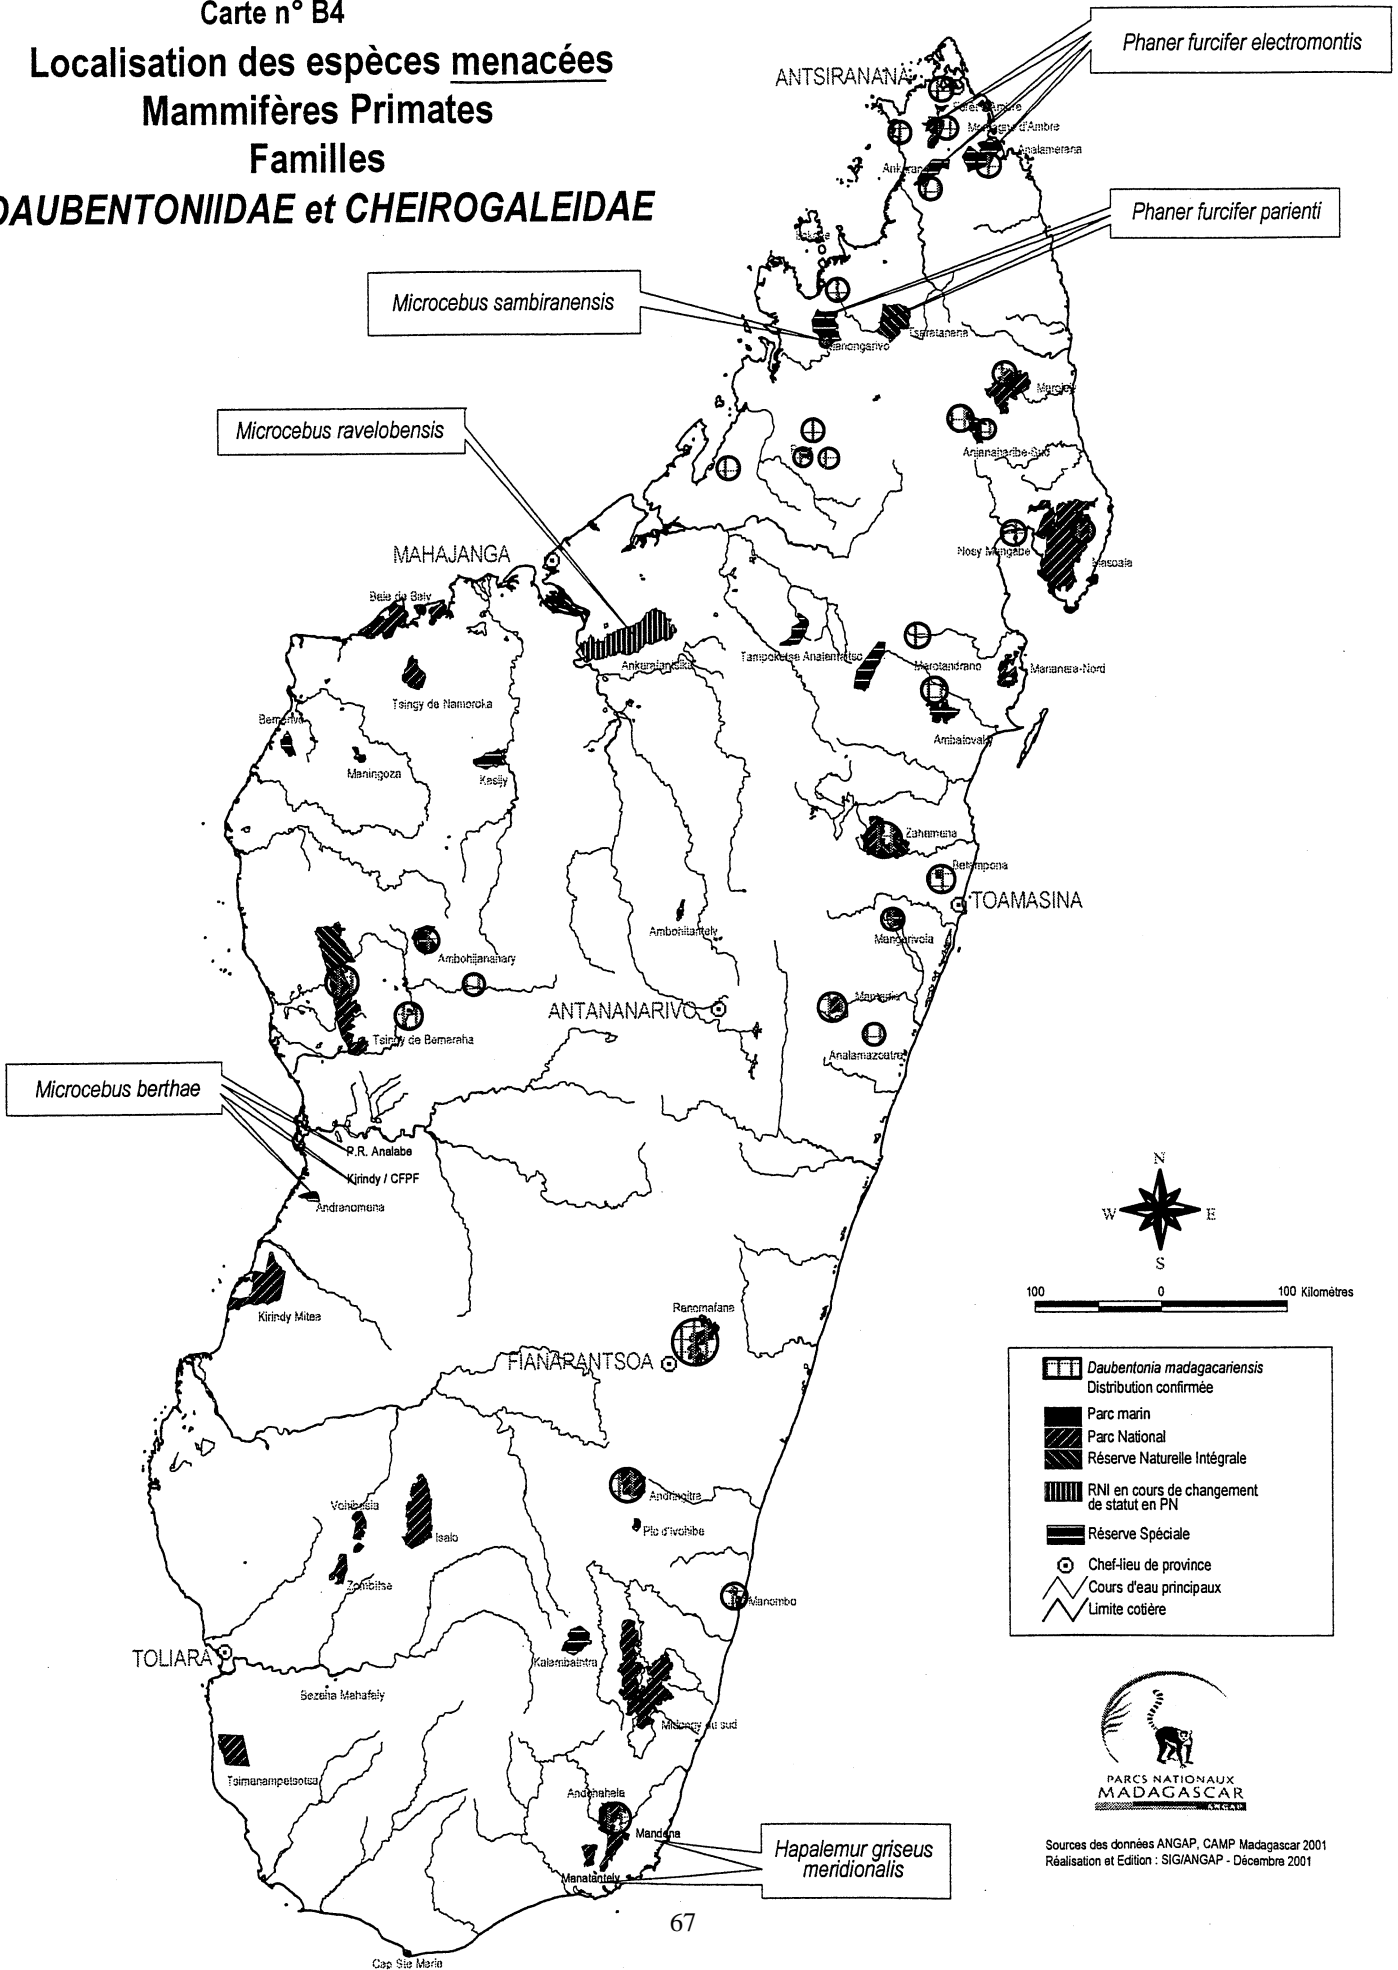 Carte n° B4
Localisation des espèces menacées
Mammifères Primates
Familles
DAUBENTONIIDAE et CHEIROGALEIDAE
Phaner furcifer electromontis
ANTSIRANANA
Forêt d'Ambre
Montagne d'Ambre
Analamerana
Phaner furcifer parienti
Microcebus sambiranensis
Tsaratanana
Manongarivo
Marojejy
Microcebus ravelobensis
Anjanaharibe-Sud
MAHAJANGA
Nosy Mangabe
Masoala
Baie de Baly
Ankarafantsika
Tampoketsa Analamaitso
Marotandrano
Mananara-Nord
Tsingy de Namoroka
Bemarivo
Ambatovaky
Maningoza
Kasijy
Zahamena
Betampona
TOAMASINA
Ambohitantely
Mangerivola
Ambohijanahary
Mantadia
ANTANANARIVO
Tsingy de Bemaraha
Analamazoatra
Microcebus berthae
P.R. Analabe
Kirindy / CFPF
Andranomena
N
W E
S
Kirindy Mitea
100 0 100 Kilomètres
Ranomafana
FIANARANTSOA
Daubentonia madagacariensis
Distribution confirmée
Parc marin
Parc National
Réserve Naturelle Intégrale
RNI en cours de changement
de statut en PN
Réserve Spéciale
Chef-lieu de province
Cours d'eau principaux
Limite cotière
Andringitra
Vohibasia
Isalo
Pic d'Ivohibe
Zombitse
Manombo
TOLIARA
Kalambatritra
Bezaha Mahafaly
Midongy du sud
Tsimanampetsotsa
PARCS NATIONAUX
MADAGASCAR
ANGAP
Andohahela
Mandena
Hapalemur griseus
meridionalis
Manatantely
Sources des données ANGAP, CAMP Madagascar 2001
Réalisation et Edition : SIG/ANGAP - Décembre 2001
67
Cap Ste Marie